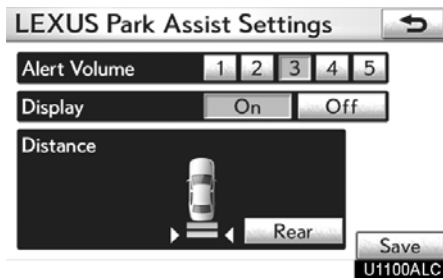 LEXUS Park Assist Settings
Alert Volume 1 2 3 4 5
Display On Off
Distance
Rear
Save
U1100ALC